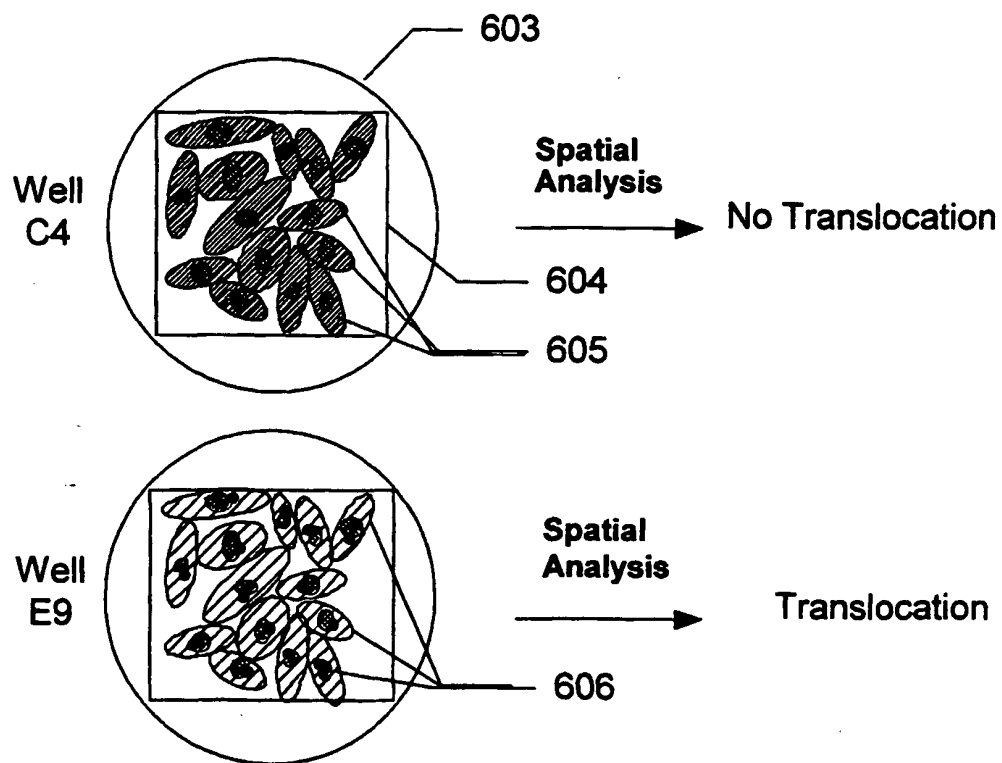 603
Well
C4
Spatial
Analysis
No Translocation
604
605
Well
E9
Spatial
Analysis
Translocation
606